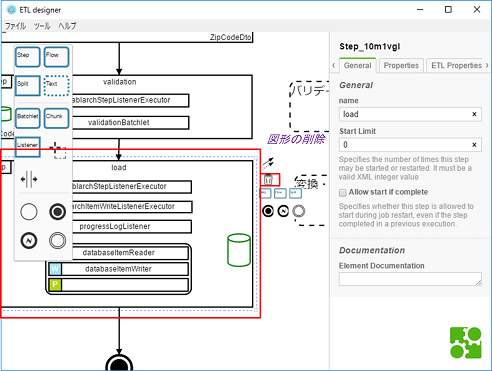 ETL designer
ファイル ツール ヘルプ
ZipCodeDto
Step Flow
Split Text
Batchlet Chunk
Listener
validation
ablarchStepListenerExecutor
validationBatchlet
load
ablarchStepListenerExecutor
archItemWriteListenerExecutor
progressLogListener
databaseItemReader
W databaseItemWriter
P
バリデー
図形の削除
変換・
Step_10m1vgl
General Properties ETL Properties
General
name
load
Start Limit
0
Specifies the number of times this step
may be started or restarted. It must be a
valid XML integer value
Allow start if complete
Specifies whether this step is allowed to
start during job restart, even if the step
completed in a previous execution.
Documentation
Element Documentation